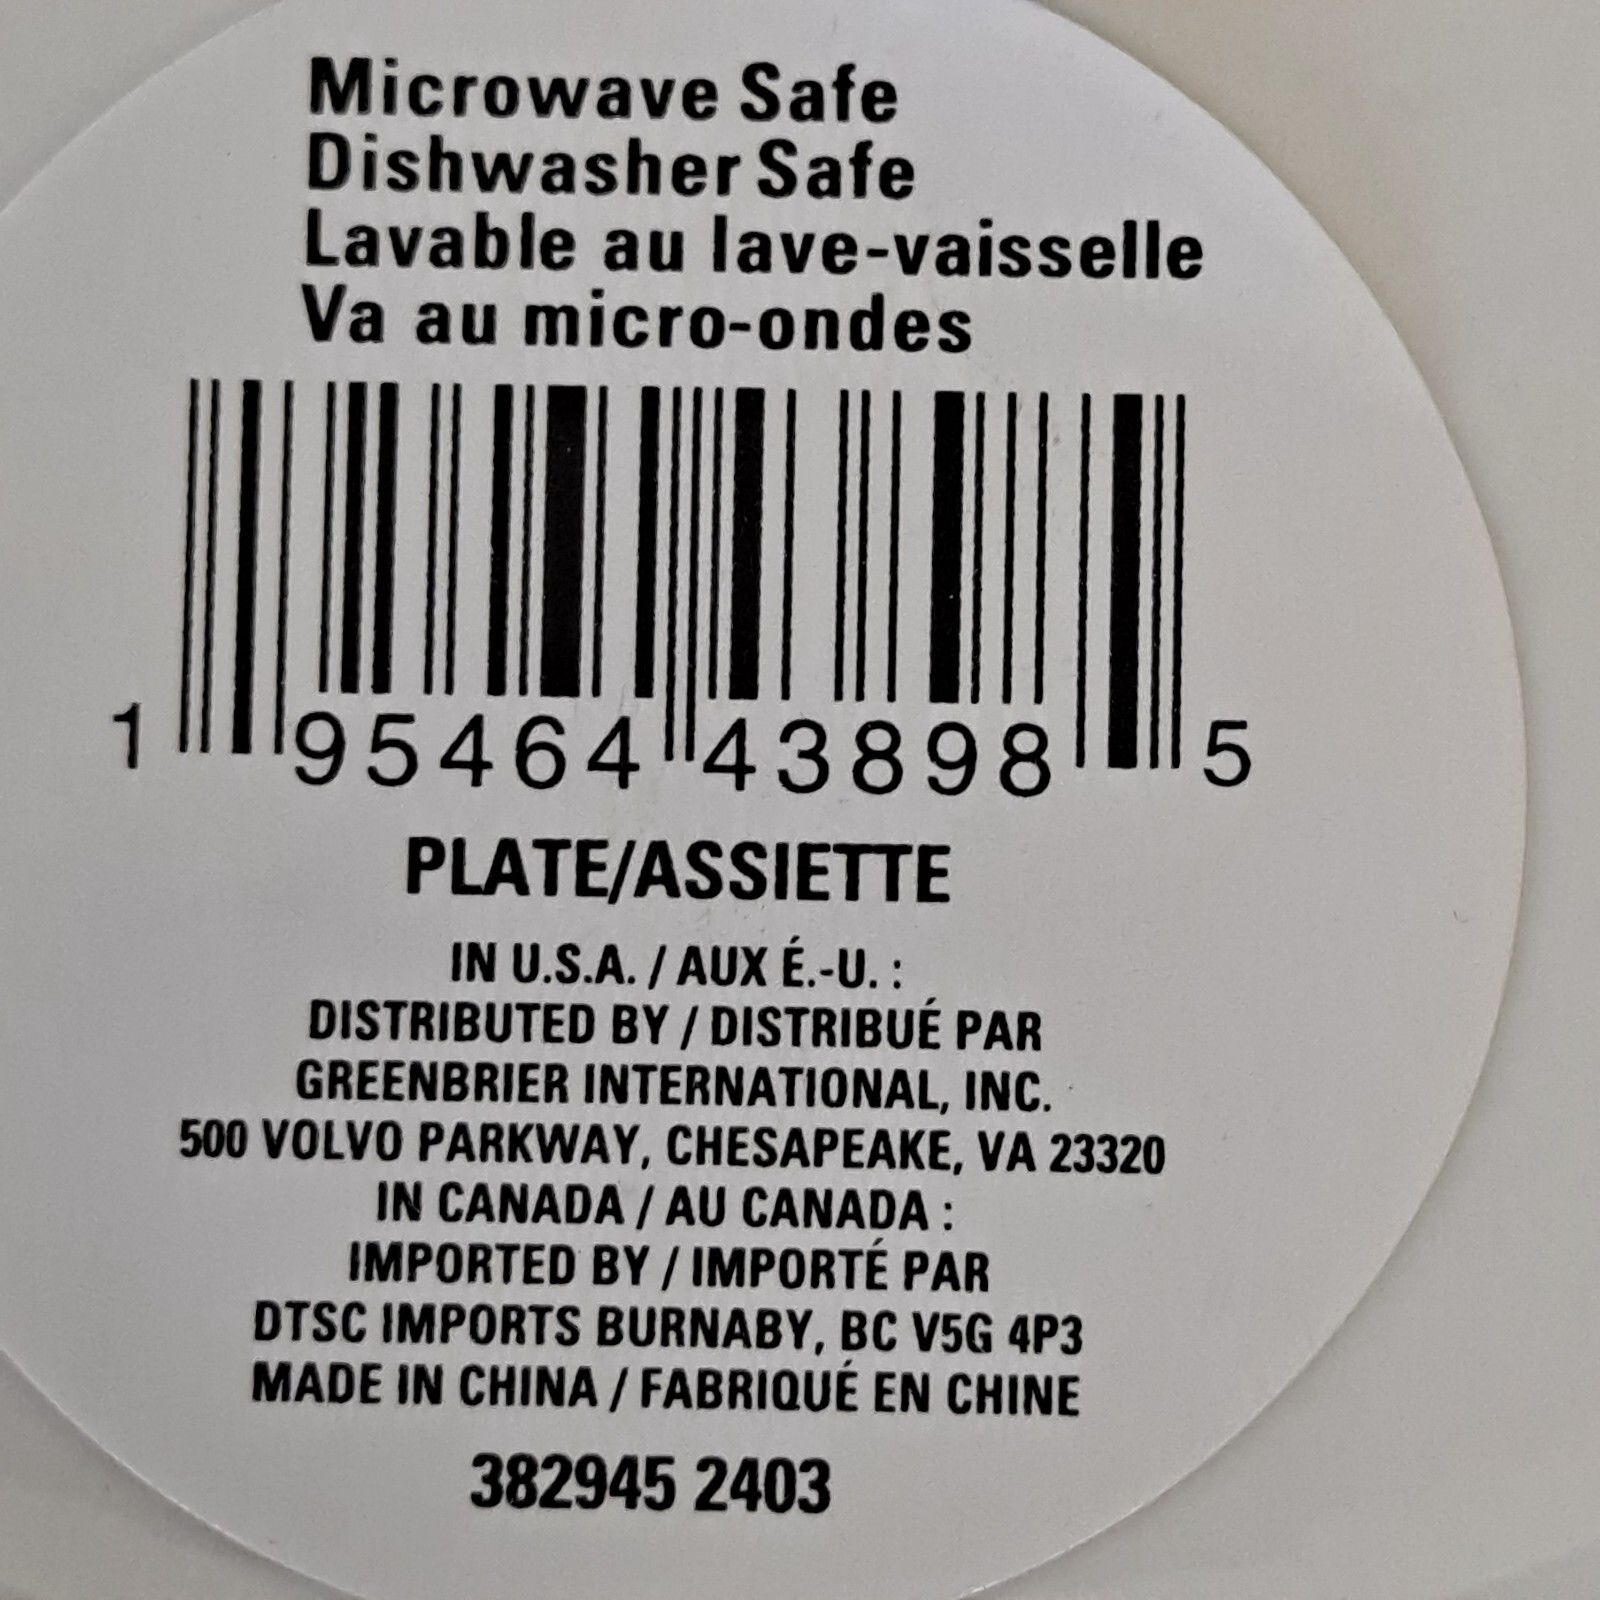 Microwave Safe
Dishwasher Safe
Lavable au lave-vaisselle
Va au micro-ondes
1 95464 43898 5
PLATE/ASSIETTE
IN U.S.A. / AUX É.-U. :
DISTRIBUTED BY / DISTRIBUÉ PAR
GREENBRIER INTERNATIONAL, INC.
500 VOLVO PARKWAY, CHESAPEAKE, VA 23320
IN CANADA / AU CANADA :
IMPORTED BY / IMPORTÉ PAR
DTSC IMPORTS BURNABY, BC V5G 4P3
MADE IN CHINA / FABRIQUÉ EN CHINE
382945 2403